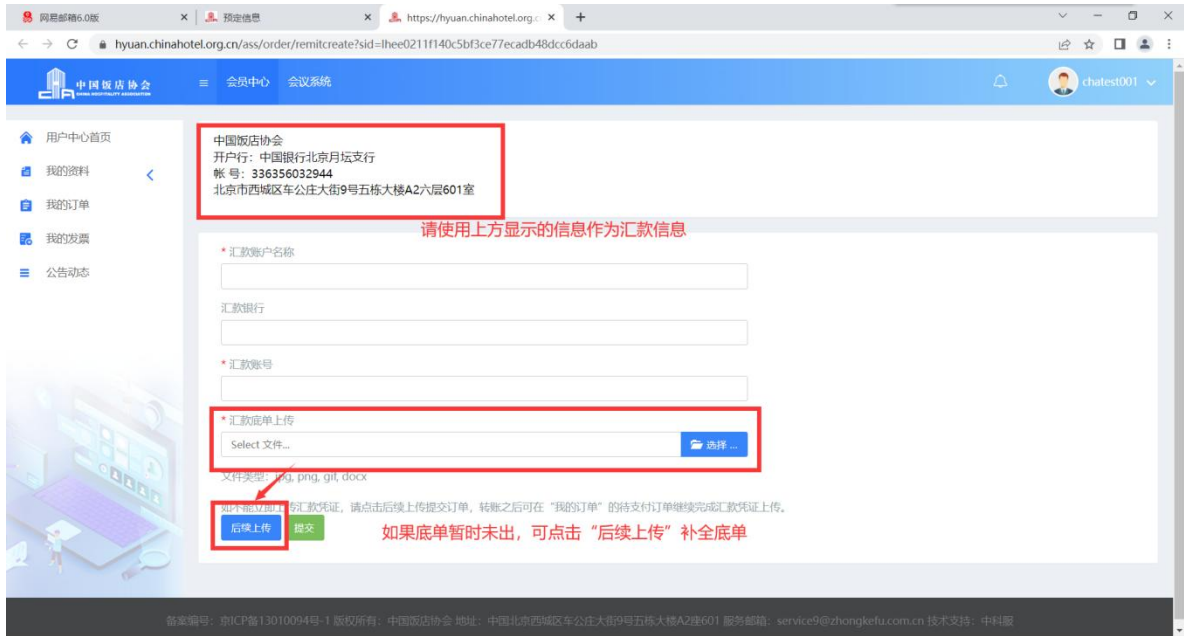 网易邮箱6.0版
预定信息
https://hyuan.chinahotel.org.c
hyuan.chinahotel.org.cn/ass/order/remitcreate?sid=lhee0211f140c5bf3ce77ecadb48dcc6daab
中国饭店协会
CHINA HOSPITALITY ASSOCIATION
会员中心 会议系统
chatest001
用户中心首页
我的资料
我的订单
我的发票
公告动态
中国饭店协会
开户行：中国银行北京月坛支行
帐 号：336356032944
北京市西城区车公庄大街9号五栋大楼A2六层601室
请使用上方显示的信息作为汇款信息
* 汇款账户名称
汇款银行
* 汇款账号
* 汇款底单上传
Select 文件...
选择 ...
文件类型：jpg, png, gif, docx
如不能立即上传汇款凭证，请点击后续上传提交订单，转账之后可在“我的订单”的待支付订单继续完成汇款凭证上传。
后续上传 提交
如果底单暂时未出，可点击“后续上传”补全底单
备案编号：京ICP备13010094号-1 版权所有：中国饭店协会 地址：中国北京西城区车公庄大街9号五栋大楼A2座601 服务邮箱：service9@zhongkefu.com.cn 技术支持：中科服